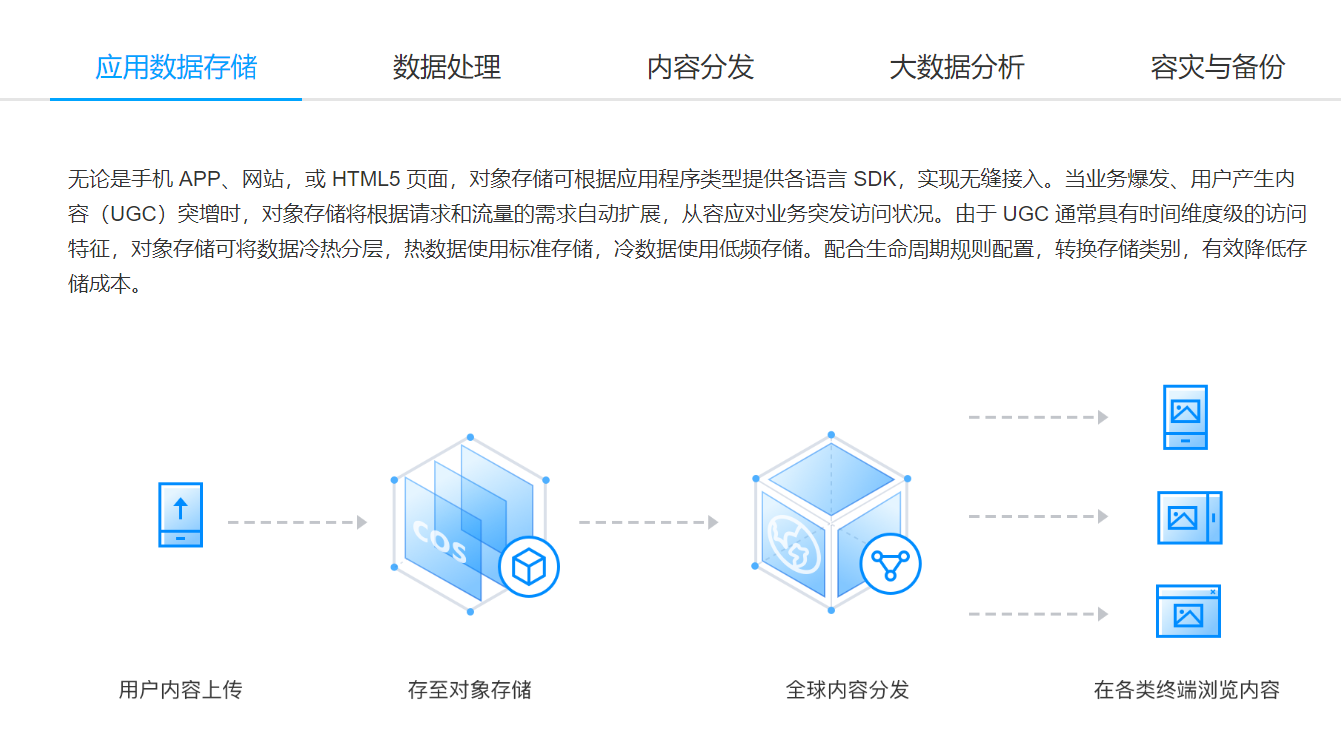 应用数据存储 数据处理 内容分发 大数据分析 容灾与备份
无论是手机 APP、网站，或 HTML5 页面，对象存储可根据应用程序类型提供各语言 SDK，实现无缝接入。当业务爆发、用户产生内
容（UGC）突增时，对象存储将根据请求和流量的需求自动扩展，从容应对业务突发访问状况。由于 UGC 通常具有时间维度级的访问
特征，对象存储可将数据冷热分层，热数据使用标准存储，冷数据使用低频存储。配合生命周期规则配置，转换存储类别，有效降低存
储成本。
COS
用户内容上传 存至对象存储 全球内容分发 在各类终端浏览内容